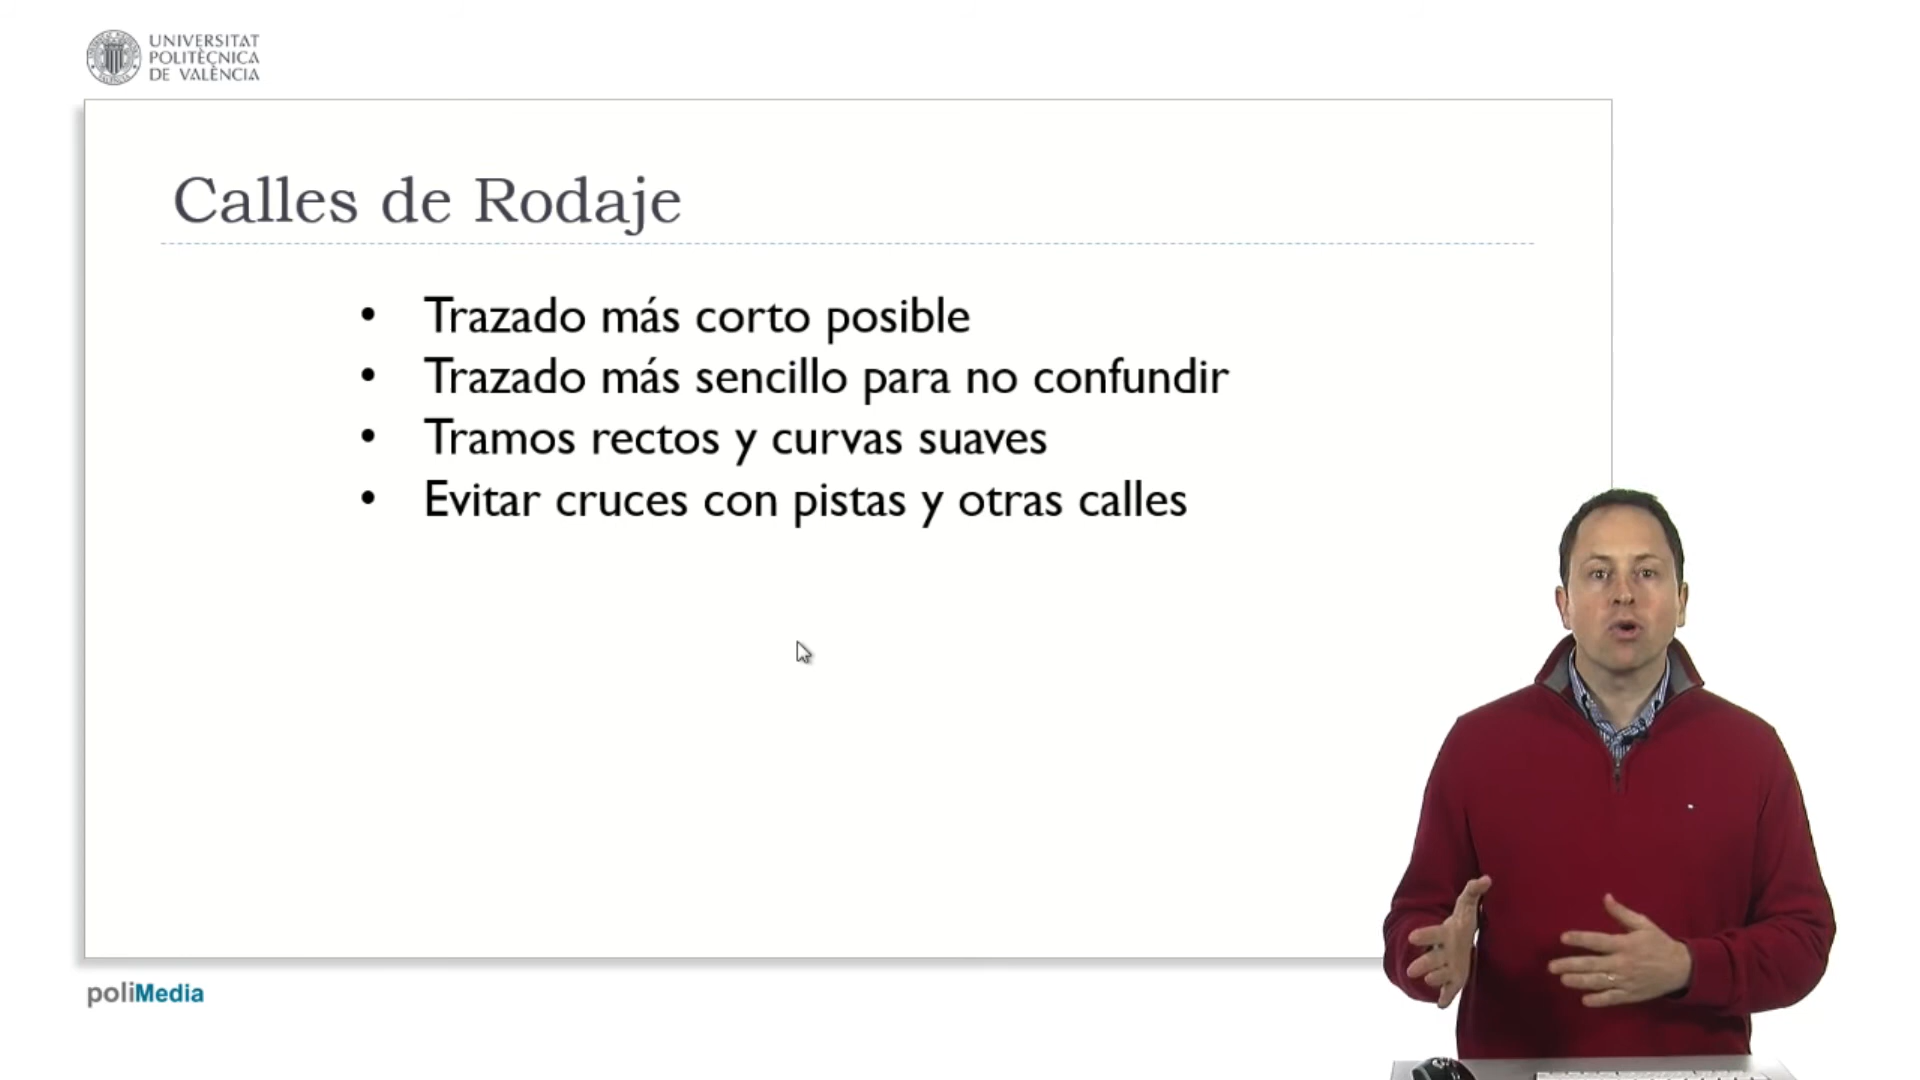 UNIVERSITAT
POLITÈCNICA
DE VALÈNCIA
Calles de Rodaje
• Trazado más corto posible
• Trazado más sencillo para no confundir
• Tramos rectos y curvas suaves
• Evitar cruces con pistas y otras calles
poliMedia